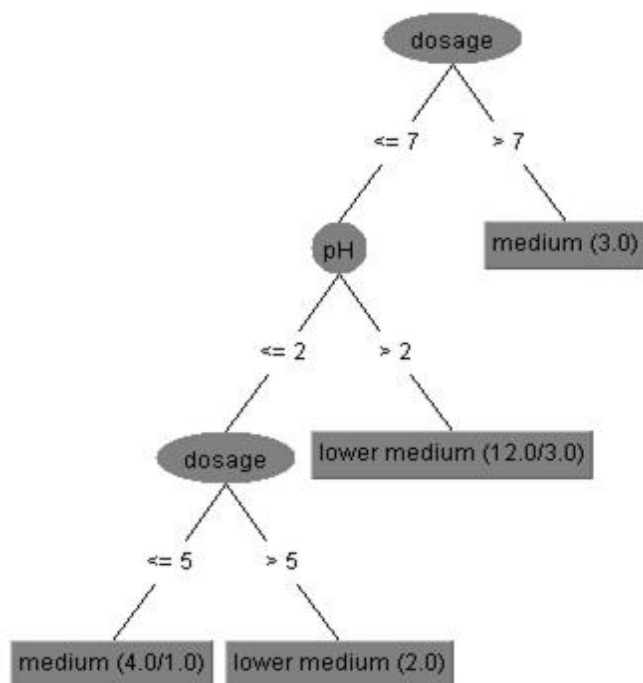 dosage
<= 7
> 7
pH
medium (3.0)
<= 2
> 2
dosage
lower medium (12.0/3.0)
<= 5
> 5
medium (4.0/1.0)
lower medium (2.0)